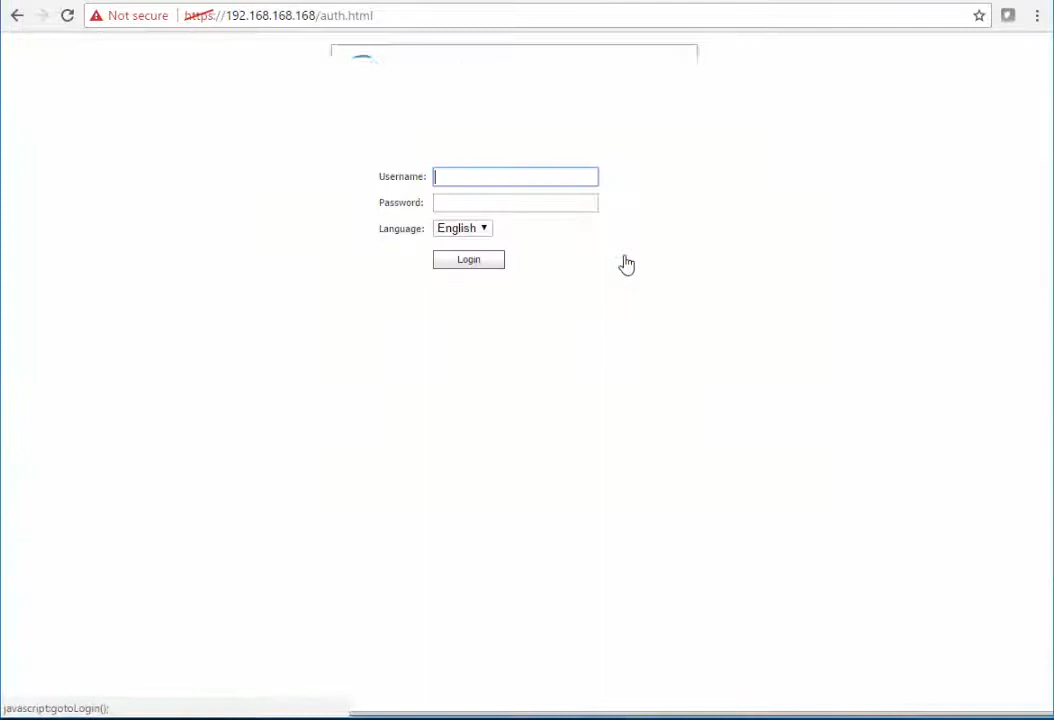 Not secure https://192.168.168.168/auth.html
Username:
Password:
Language: English
Login
javascript:gotoLogin();